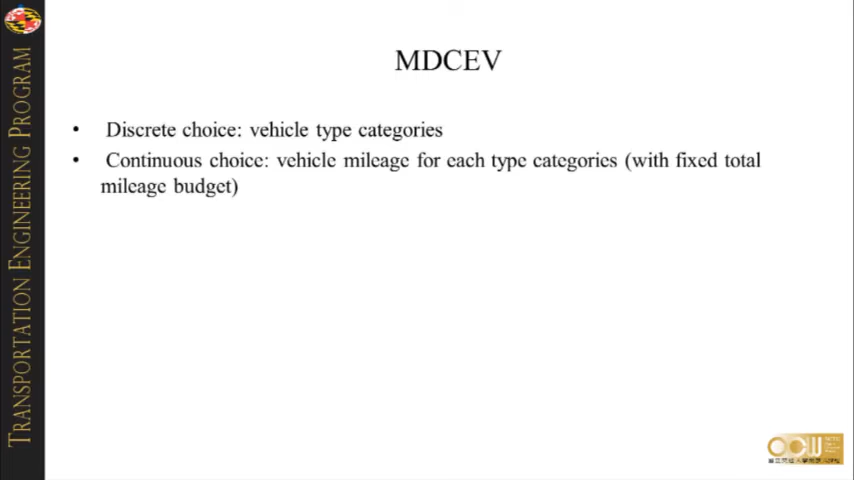 TRANSPORTATION ENGINEERING PROGRAM
MDCEV
• Discrete choice: vehicle type categories
• Continuous choice: vehicle mileage for each type categories (with fixed total
mileage budget)
OCW